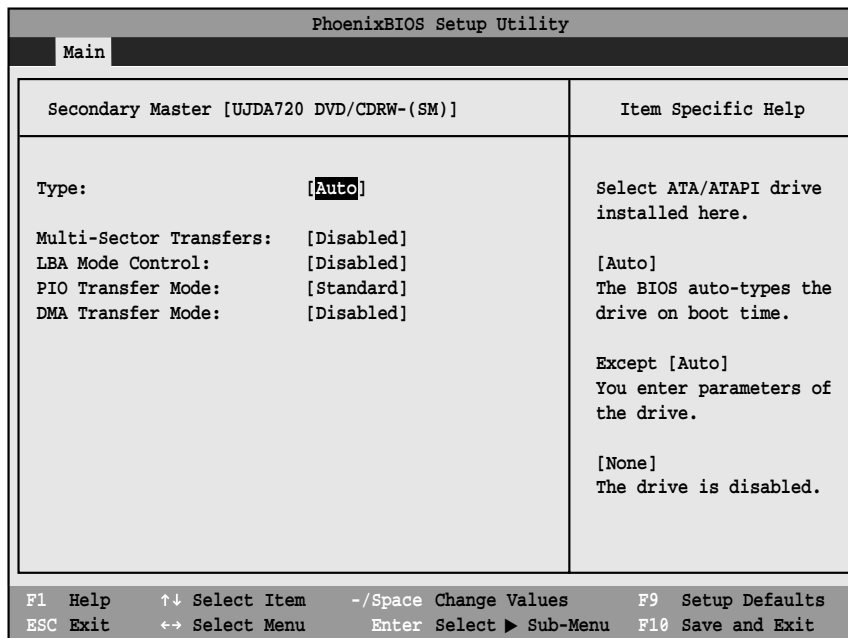 PhoenixBIOS Setup Utility
Main
Secondary Master [UJDA720 DVD/CDRW-(SM)]
Item Specific Help
Type: [Auto]
Multi-Sector Transfers: [Disabled]
LBA Mode Control: [Disabled]
PIO Transfer Mode: [Standard]
DMA Transfer Mode: [Disabled]
Select ATA/ATAPI drive
installed here.
[Auto]
The BIOS auto-types the
drive on boot time.
Except [Auto]
You enter parameters of
the drive.
[None]
The drive is disabled.
F1 Help ↑↓ Select Item -/Space Change Values F9 Setup Defaults
ESC Exit ←→ Select Menu Enter Select ▶ Sub-Menu F10 Save and Exit